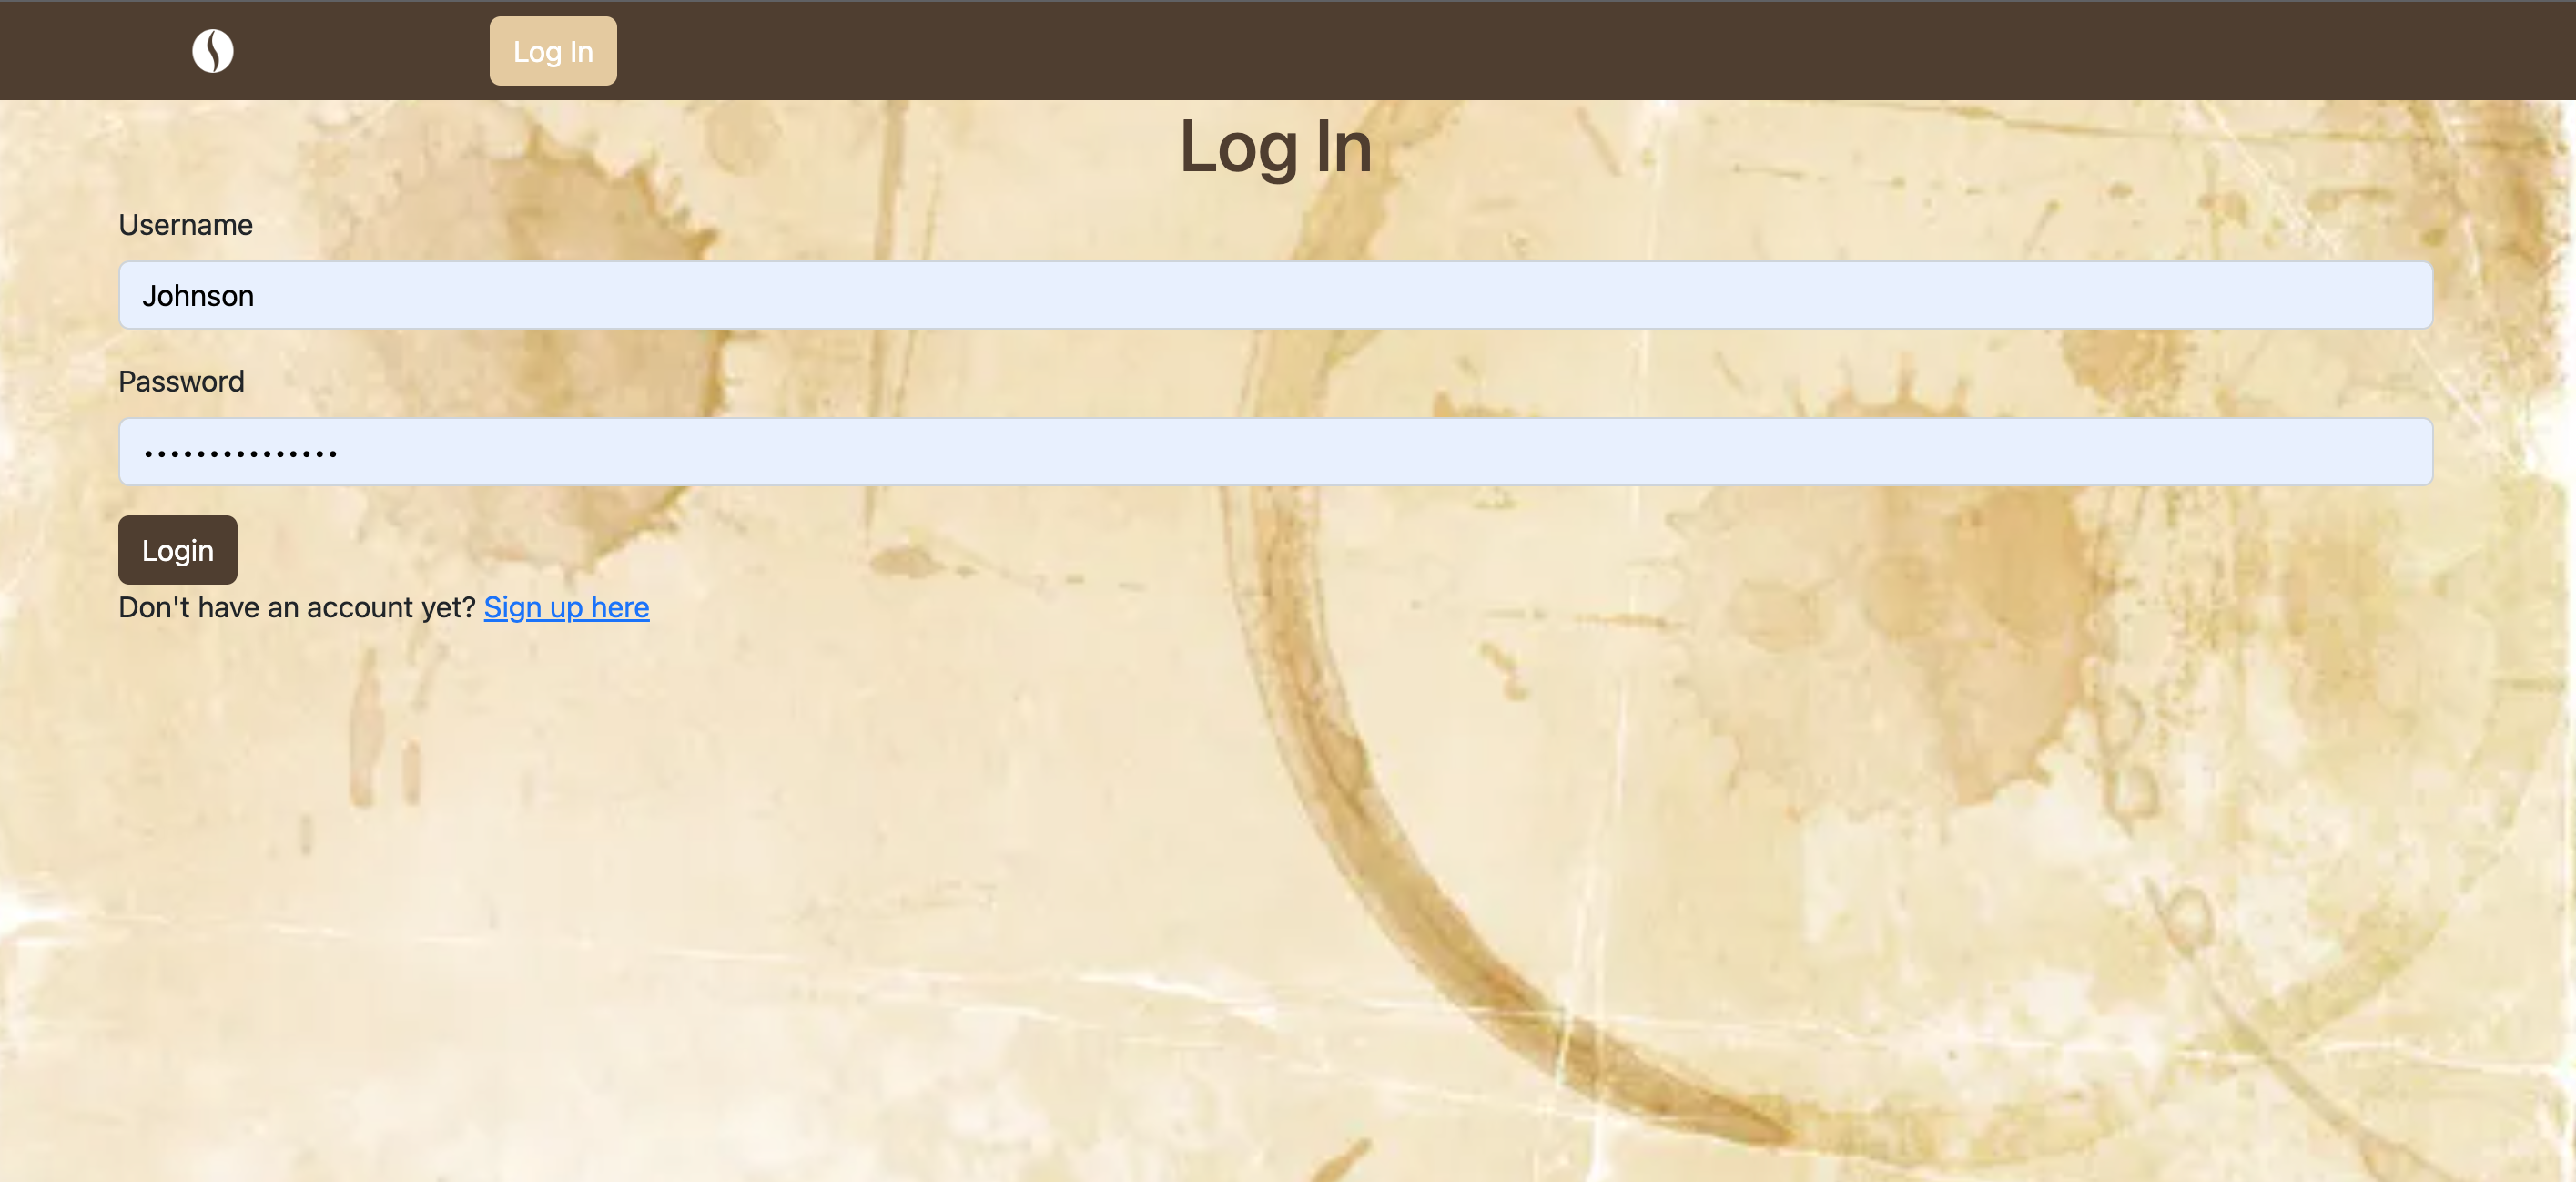 Log In
Log In
Username
Johnson
Password
•••••••••••••••
Login
Don't have an account yet? Sign up here